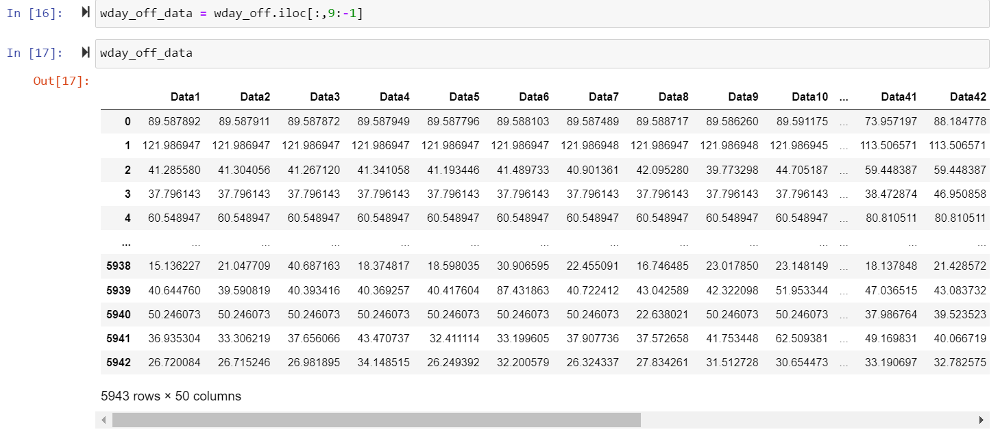 In [16]: wday_off_data = wday_off.iloc[:,9:-1]
In [17]: wday_off_data
Out[17]:
Data1 Data2 Data3 Data4 Data5 Data6 Data7 Data8 Data9 Data10 ... Data41 Data42
0 89.587892 89.587911 89.587872 89.587949 89.587796 89.588103 89.587489 89.588717 89.586260 89.591175 ... 73.957197 88.184778
1 121.986947 121.986947 121.986947 121.986947 121.986947 121.986947 121.986948 121.986947 121.986948 121.986945 ... 113.506571 113.506571
2 41.285580 41.304056 41.267120 41.341058 41.193446 41.489733 40.901361 42.095280 39.773298 44.705187 ... 59.448387 59.448387
3 37.796143 37.796143 37.796143 37.796143 37.796143 37.796143 37.796143 37.796143 37.796143 37.796143 ... 38.472874 46.950858
4 60.548947 60.548947 60.548947 60.548947 60.548947 60.548947 60.548947 60.548947 60.548947 60.548947 ... 80.810511 80.810511
... ... ... ... ... ... ... ... ... ... ... ... ... ...
5938 15.136227 21.047709 40.687163 18.374817 18.598035 30.906595 22.455091 16.746485 23.017850 23.148149 ... 18.137848 21.428572
5939 40.644760 39.590819 40.393416 40.369257 40.417604 87.431863 40.722412 43.042589 42.322098 51.953344 ... 47.036515 43.083732
5940 50.246073 50.246073 50.246073 50.246073 50.246073 50.246073 50.246073 22.638021 50.246073 50.246073 ... 37.986764 39.523523
5941 36.935304 33.306219 37.656066 43.470737 32.411114 33.199605 37.907736 37.572658 41.753448 62.509381 ... 49.169831 40.066719
5942 26.720084 26.715246 26.981895 34.148515 26.249392 32.200579 26.324337 27.834261 31.512728 30.654473 ... 33.190697 32.782575
5943 rows × 50 columns